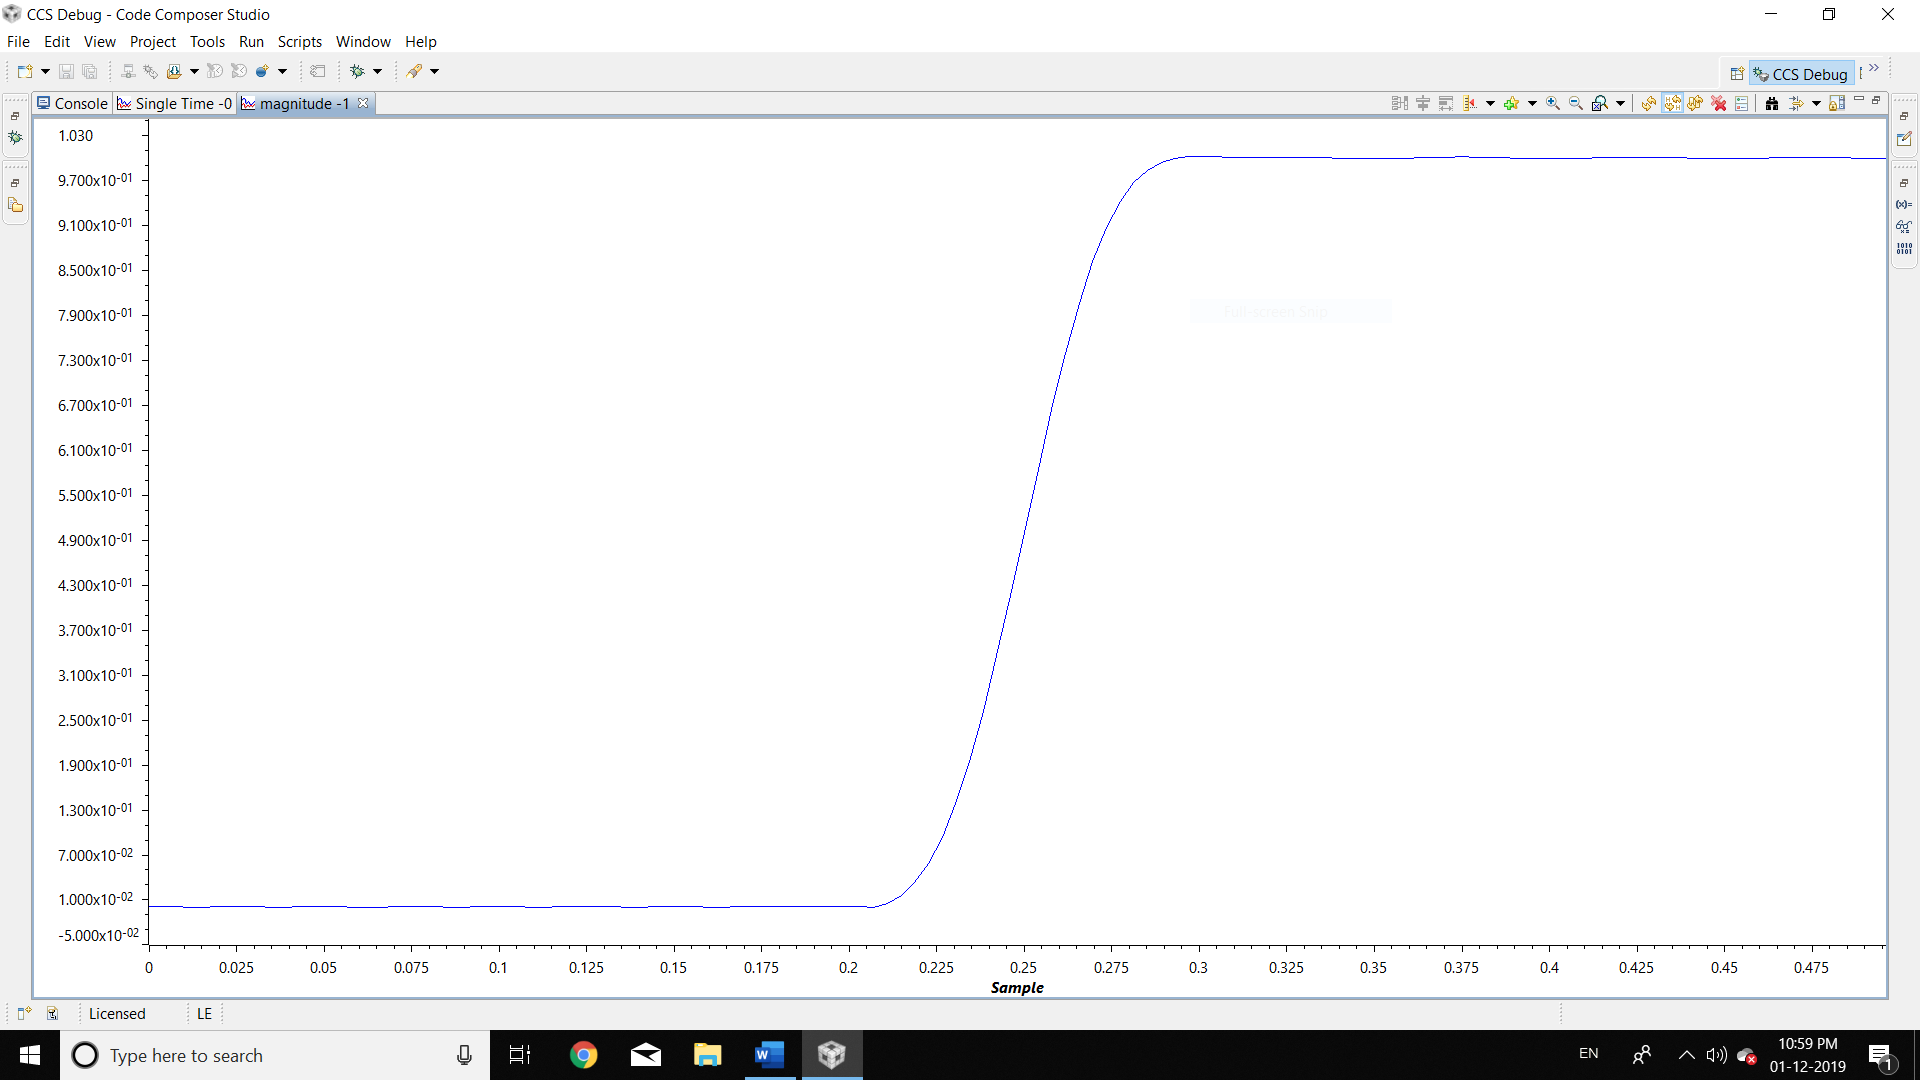 CCS Debug - Code Composer Studio
File Edit View Project Tools Run Scripts Window Help
CCS Debug
Console Single Time -0 magnitude -1
1.030
9.700x10-01
9.100x10-01
8.500x10-01
7.900x10-01
7.300x10-01
6.700x10-01
6.100x10-01
5.500x10-01
4.900x10-01
4.300x10-01
3.700x10-01
3.100x10-01
2.500x10-01
1.900x10-01
1.300x10-01
7.000x10-02
1.000x10-02
-5.000x10-02
Full-screen Snip
(x)=
1010
0101
0 0.025 0.05 0.075 0.1 0.125 0.15 0.175 0.2 0.225 0.25 0.275 0.3 0.325 0.35 0.375 0.4 0.425 0.45 0.475
Sample
Licensed LE
Type here to search
EN
10:59 PM
01-12-2019
1